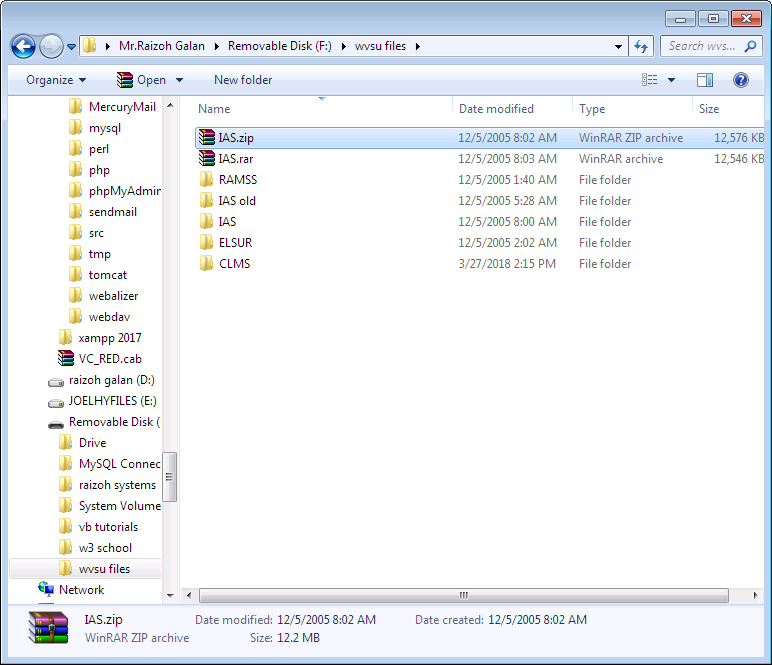 Mr.Raizoh Galan Removable Disk (F:) wvsu files Search wvs...
Organize Open New folder
Name Date modified Type Size
IAS.zip 12/5/2005 8:02 AM WinRAR ZIP archive 12,576 KB
IAS.rar 12/5/2005 8:03 AM WinRAR archive 12,546 KB
RAMSS 12/5/2005 1:40 AM File folder
IAS old 12/5/2005 5:28 AM File folder
IAS 12/5/2005 8:00 AM File folder
ELSUR 12/5/2005 2:02 AM File folder
CLMS 3/27/2018 2:15 PM File folder
MercuryMail
mysql
perl
php
phpMyAdmin
sendmail
src
tmp
tomcat
webalizer
webdav
xampp 2017
VC_RED.cab
raizoh galan (D:)
JOELHYFILES (E:)
Removable Disk (
Drive
MySQL Connec
raizoh systems
System Volume
vb tutorials
w3 school
wvsu files
Network
IAS.zip Date modified: 12/5/2005 8:02 AM Date created: 12/5/2005 8:02 AM
WinRAR ZIP archive Size: 12.2 MB